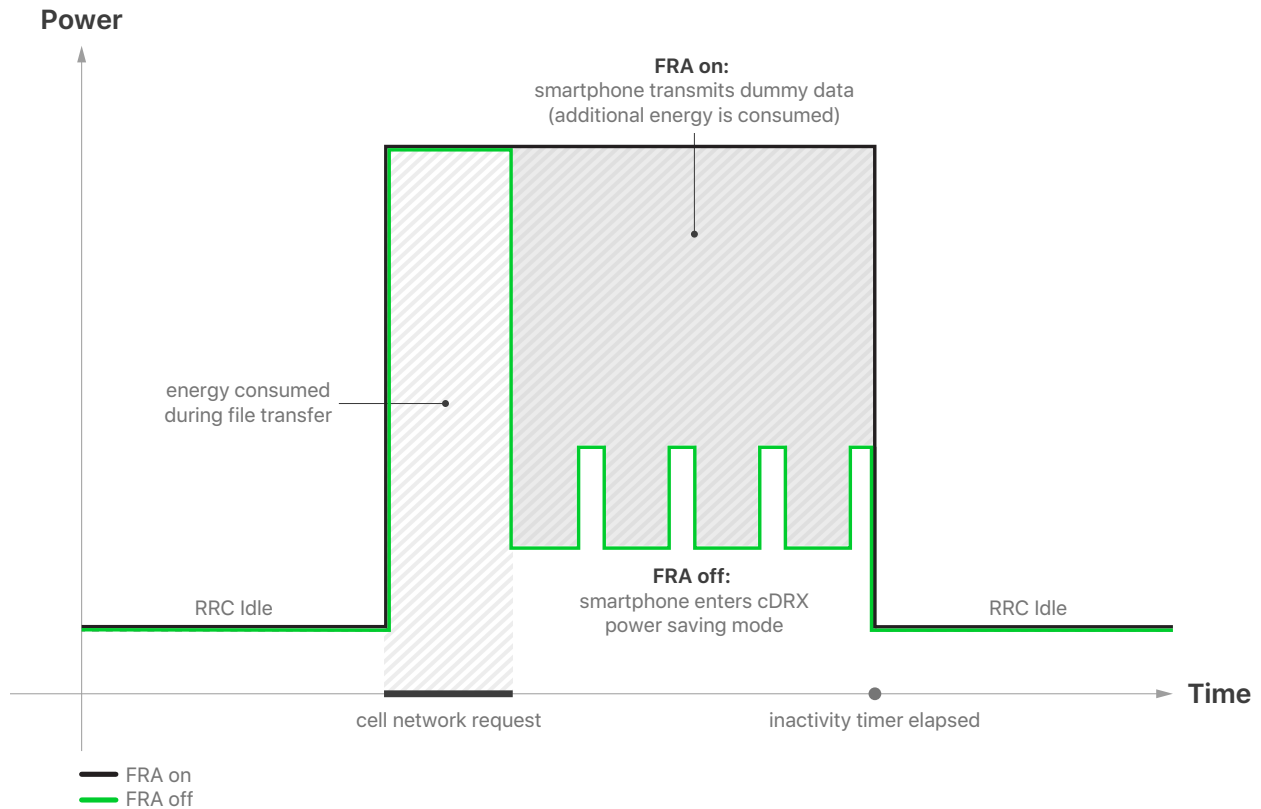 Power
FRA on:
smartphone transmits dummy data
(additional energy is consumed)
energy consumed
during file transfer
FRA off:
smartphone enters cDRX
power saving mode
RRC Idle
RRC Idle
Time
cell network request
inactivity timer elapsed
FRA on
FRA off